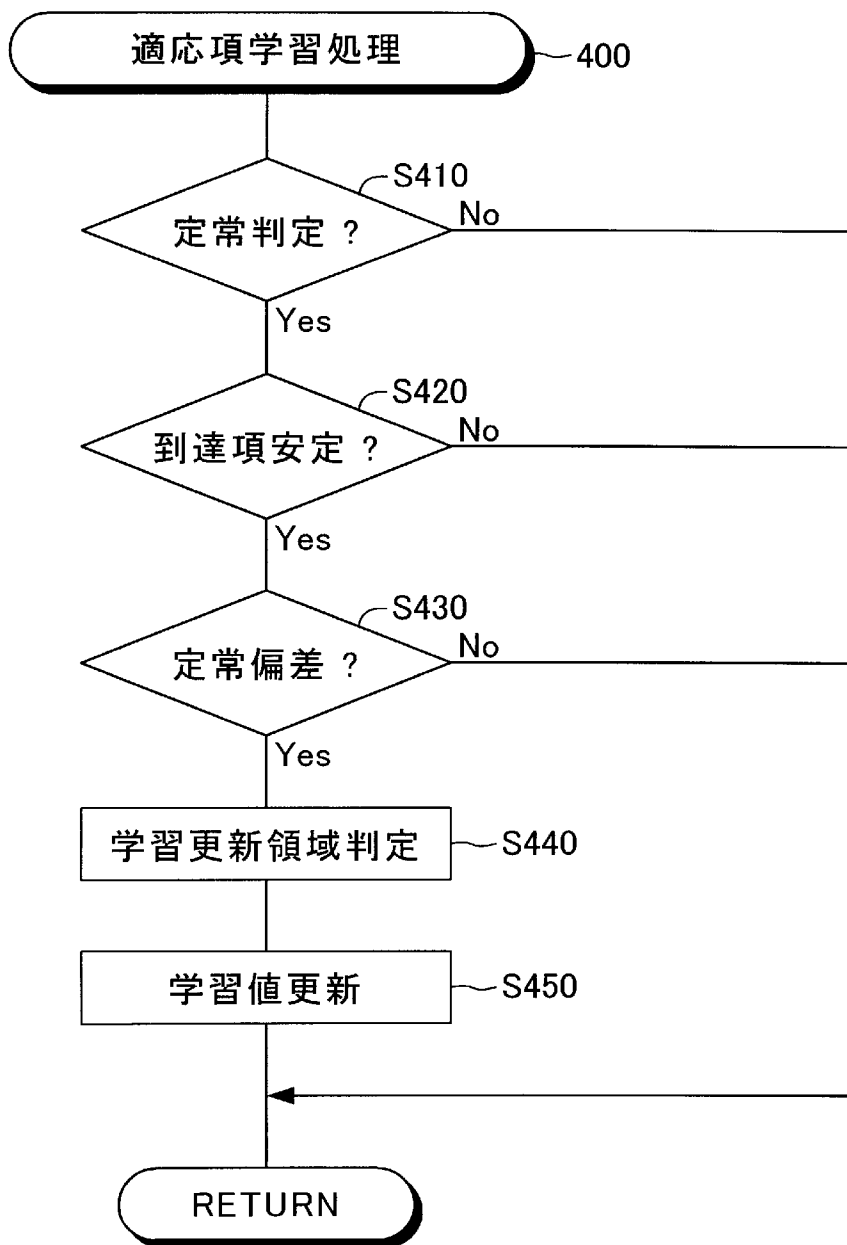 適応項学習処理
400
S410
定常判定 ?
No
Yes
S420
到達項安定 ?
No
Yes
S430
定常偏差 ?
No
Yes
学習更新領域判定
S440
学習値更新
S450
RETURN